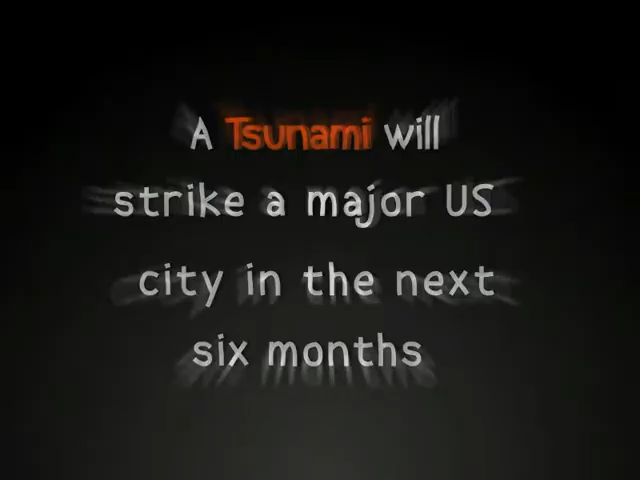 A Tsunami will
strike a major US
city in the next
six months